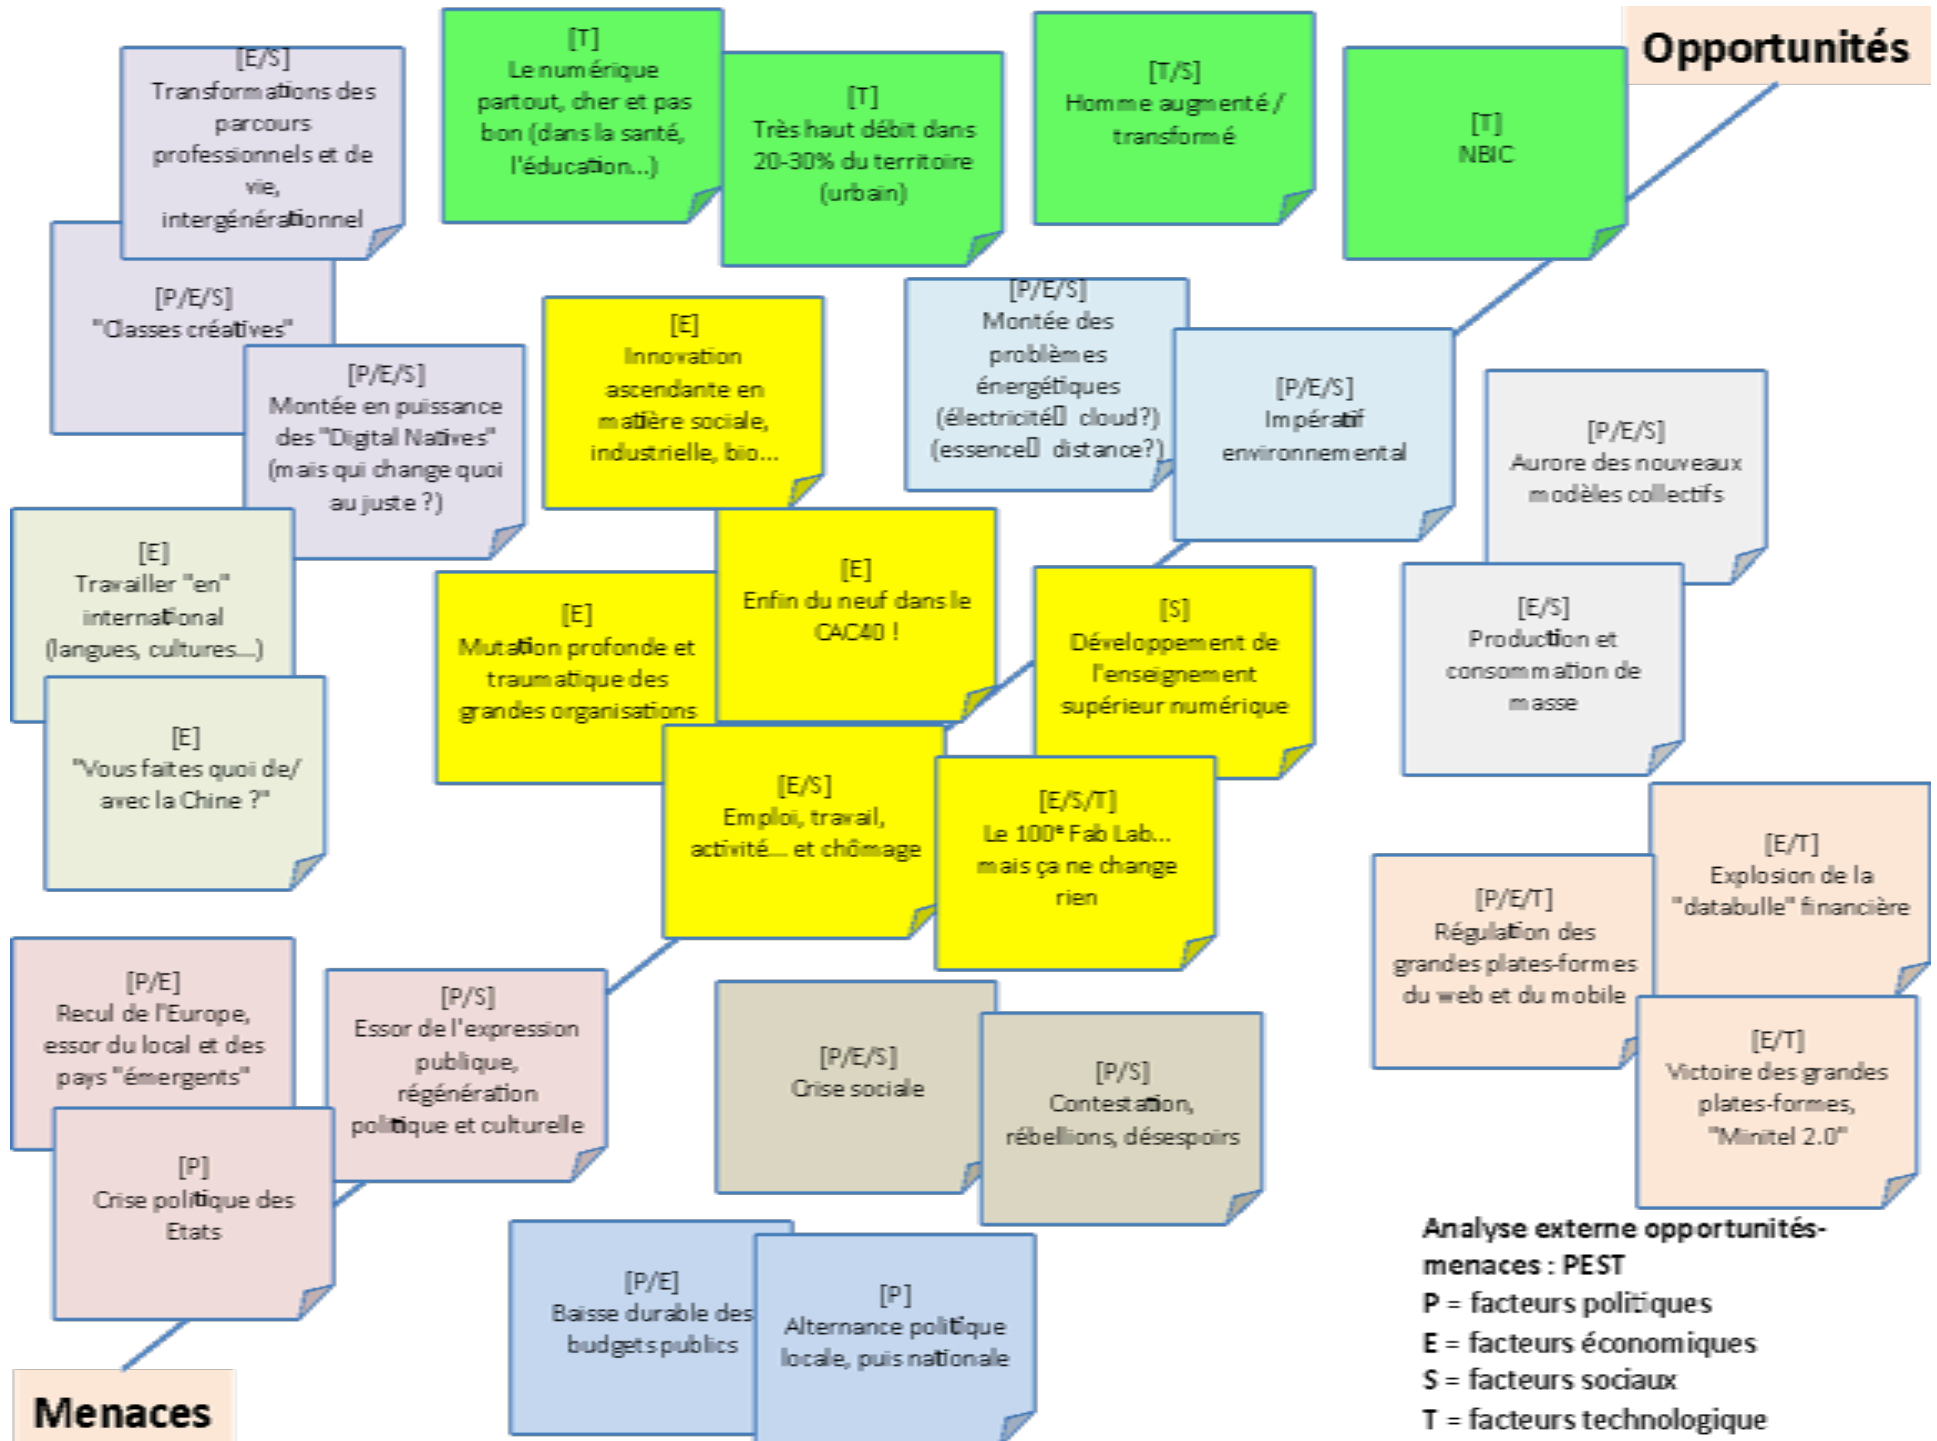 Opportunités
[E/S]
Transformations des
parcours
professionnels et de
vie,
intergénérationnel
[T]
Le numérique
partout, cher et pas
bon (dans la santé,
l'éducation...)
[T]
Très haut débit dans
20-30% du territoire
(urbain)
[T/S]
Homme augmenté /
transformé
[T]
NBIC
[P/E/S]
"Classes créatives"
[P/E/S]
Montée en puissance
des "Digital Natives"
(mais qui change quoi
au juste ?)
[E]
Innovation
ascendante en
matière sociale,
industrielle, bio...
[P/E/S]
Montée des
problèmes
énergétiques
(électricité▯ cloud?)
(essence▯ distance?)
[P/E/S]
Impératif
environnemental
[P/E/S]
Aurore des nouveaux
modèles collectifs
[E]
Travailler "en"
international
(langues, cultures...)
[E]
"Vous faites quoi de/
avec la Chine ?"
[E]
Mutation profonde et
traumatique des
grandes organisations
[E]
Enfin du neuf dans le
CAC40 !
[S]
Développement de
l'enseignement
supérieur numérique
[E/S]
Production et
consommation de
masse
[E/S]
Emploi, travail,
activité... et chômage
[E/S/T]
Le 100ᵉ Fab Lab...
mais ça ne change
rien
[P/E/T]
Régulation des
grandes plates-formes
du web et du mobile
[E/T]
Explosion de la
"databulle" financière
[E/T]
Victoire des grandes
plates-formes,
"Minitel 2.0"
[P/E]
Recul de l'Europe,
essor du local et des
pays "émergents"
[P/S]
Essor de l'expression
publique,
régénération
politique et culturelle
[P]
Crise politique des
Etats
[P/E/S]
Crise sociale
[P/S]
Contestation,
rébellions, désespoirs
[P/E]
Baisse durable des
budgets publics
[P]
Alternance politique
locale, puis nationale
Menaces
Analyse externe opportunités-
menaces : PEST
P = facteurs politiques
E = facteurs économiques
S = facteurs sociaux
T = facteurs technologique